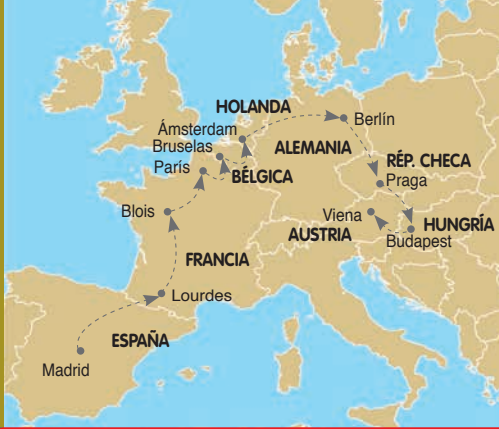 HOLANDA
Berlín
Ámsterdam
Bruselas
ALEMANIA
París
BÉLGICA
RÉP. CHECA
Praga
Blois
Viena
HUNGRÍA
AUSTRIA
Budapest
FRANCIA
Lourdes
ESPAÑA
Madrid